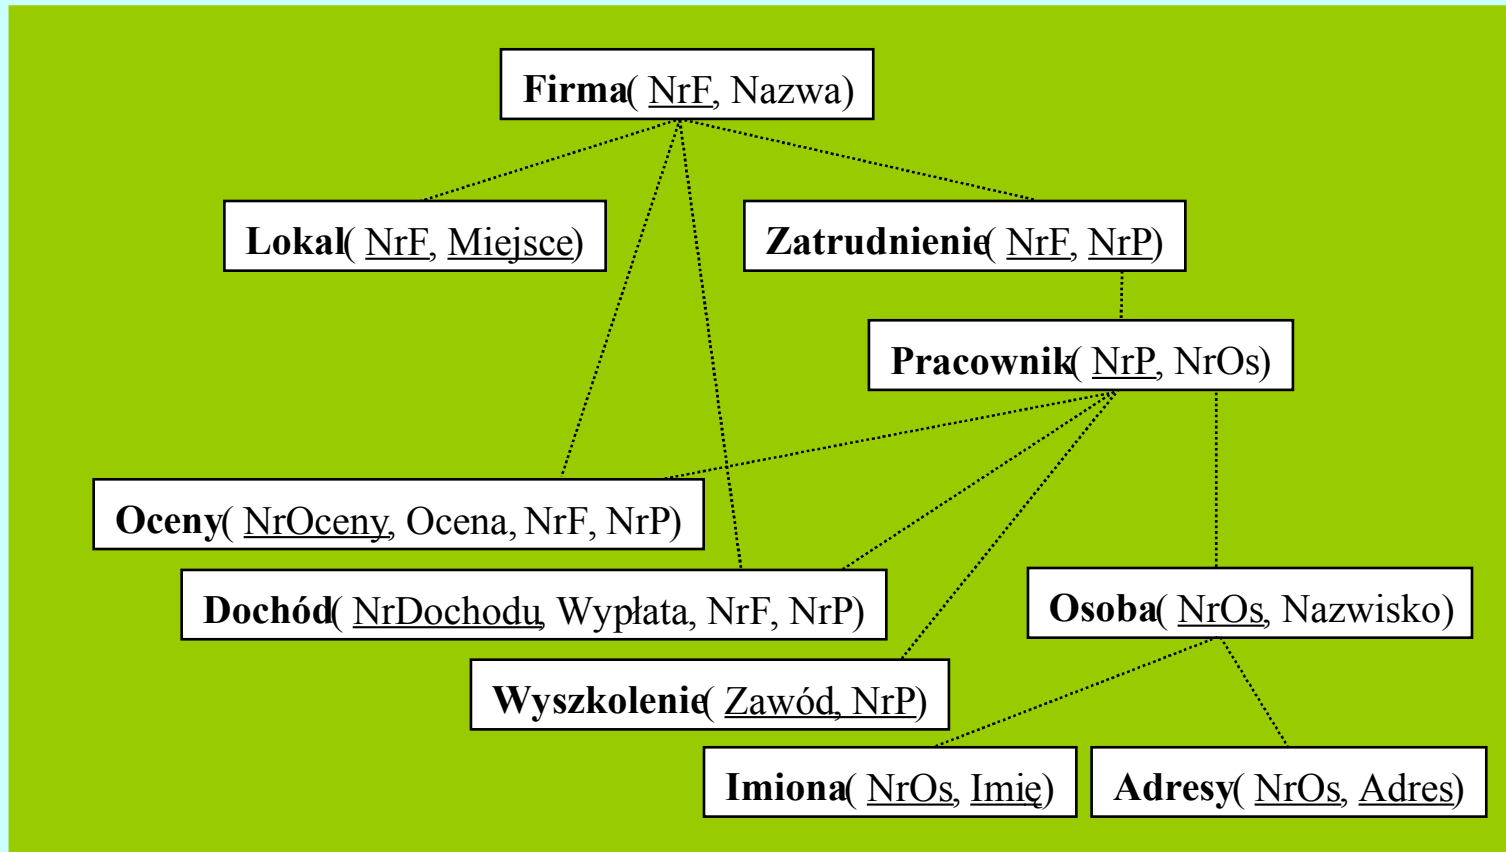 Firma( NrF, Nazwa)
Lokal( NrF, Miejsce)
Zatrudnienie( NrF, NrP)
Pracownik( NrP, NrOs)
Oceny( NrOceny, Ocena, NrF, NrP)
Dochód( NrDochodu, Wypłata, NrF, NrP)
Osoba( NrOs, Nazwisko)
Wyszkolenie( Zawód, NrP)
Imiona( NrOs, Imię)
Adresy( NrOs, Adres)